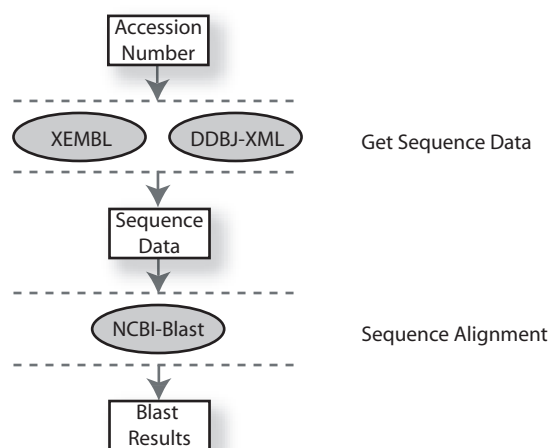 Accession
Number
XEMBL
DDBJ-XML
Get Sequence Data
Sequence
Data
NCBI-Blast
Sequence Alignment
Blast
Results